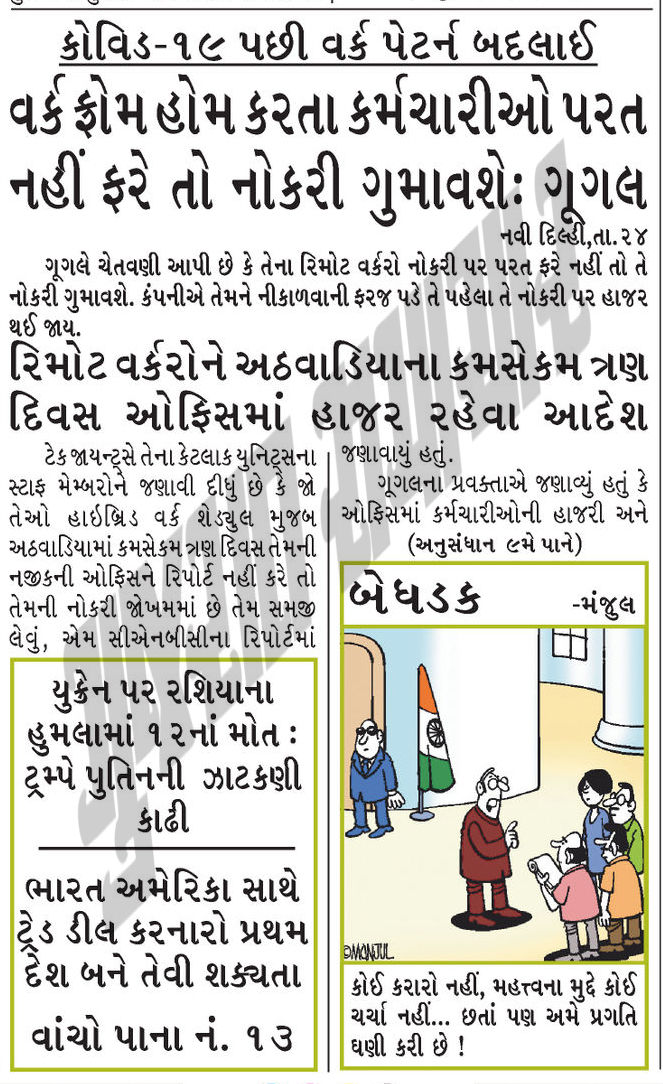 કોવિડ-૧૯ પછી વર્ક પેટર્ન બદલાઈ
વર્ક ફ્રોમ હોમ કરતા કર્મચારીઓ પરત
નહીં ફરે તો નોકરી ગુમાવશે: ગૂગલ
નવી દિલ્હી,તા. ૨૪
ગૂગલે ચેતવણી આપી છે કે તેના રિમોટ વર્કરો નોકરી પર પરત ફરે નહીં તો તે
નોકરી ગુમાવશે. કંપનીએ તેમને નીકાળવાની ફરજ પડે તે પહેલા તે નોકરી પર હાજર
થઈ જાય.
રિમોટ વર્કરોને અઠવાડિયાના કમસેકમ ત્રણ
દિવસ ઓફિસમાં હાજર રહેવા આદેશ
ટેક જાયન્ટ્સે તેના કેટલાક યુનિટ્સના
સ્ટાફ મેમ્બરોને જણાવી દીધું છે કે જો
તેઓ હાઇબ્રિડ વર્ક શેડ્યુલ મુજબ
અઠવાડિયામાં કમસેકમ ત્રણ દિવસ તેમની
નજીકની ઓફિસને રિપોર્ટ નહીં કરે તો
તેમની નોકરી જોખમમાં છે તેમ સમજી
લેવું, એમ સીએનબીસીના રિપોર્ટમાં
જણાવાયું હતું.
ગૂગલના પ્રવક્તાએ જણાવ્યું હતું કે
ઓફિસમાં કર્મચારીઓની હાજરી અને
(અનુસંધાન ૯મે પાને)
યુક્રેન પર રશિયાના
હુમલામાં ૧૨નાં મોત :
ટ્રમ્પે પુતિનની ઝાટકણી
કાઢી
ભારત અમેરિકા સાથે
ટ્રેડ ડીલ કરનારો પ્રથમ
દેશ બને તેવી શક્યતા
વાંચો પાના નં. ૧૩
બેધડક
-મંજુલ
©MANJUL
કોઈ કરારો નહીં, મહત્ત્વના મુદ્દે કોઈ
ચર્ચા નહીં... છતાં પણ અમે પ્રગતિ
ઘણી કરી છે !
ગુજરાત સમાચાર